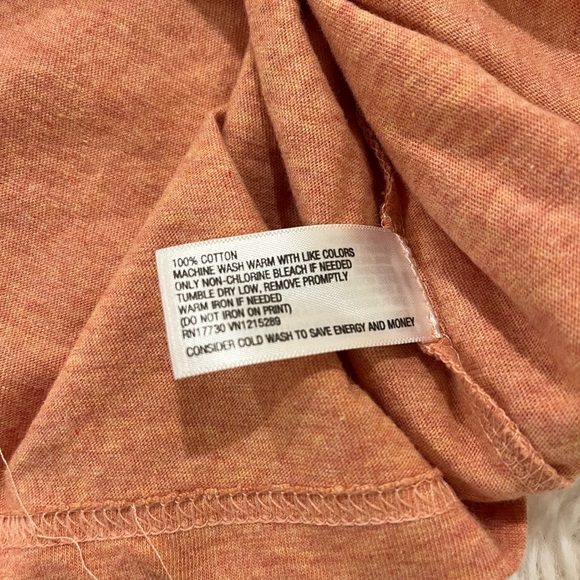 100% COTTON
MACHINE WASH WARM WITH LIKE COLORS
ONLY NON-CHLORINE BLEACH IF NEEDED
TUMBLE DRY LOW, REMOVE PROMPTLY
WARM IRON IF NEEDED
(DO NOT IRON ON PRINT)
RN17730 VN1215289
CONSIDER COLD WASH TO SAVE ENERGY AND MONEY